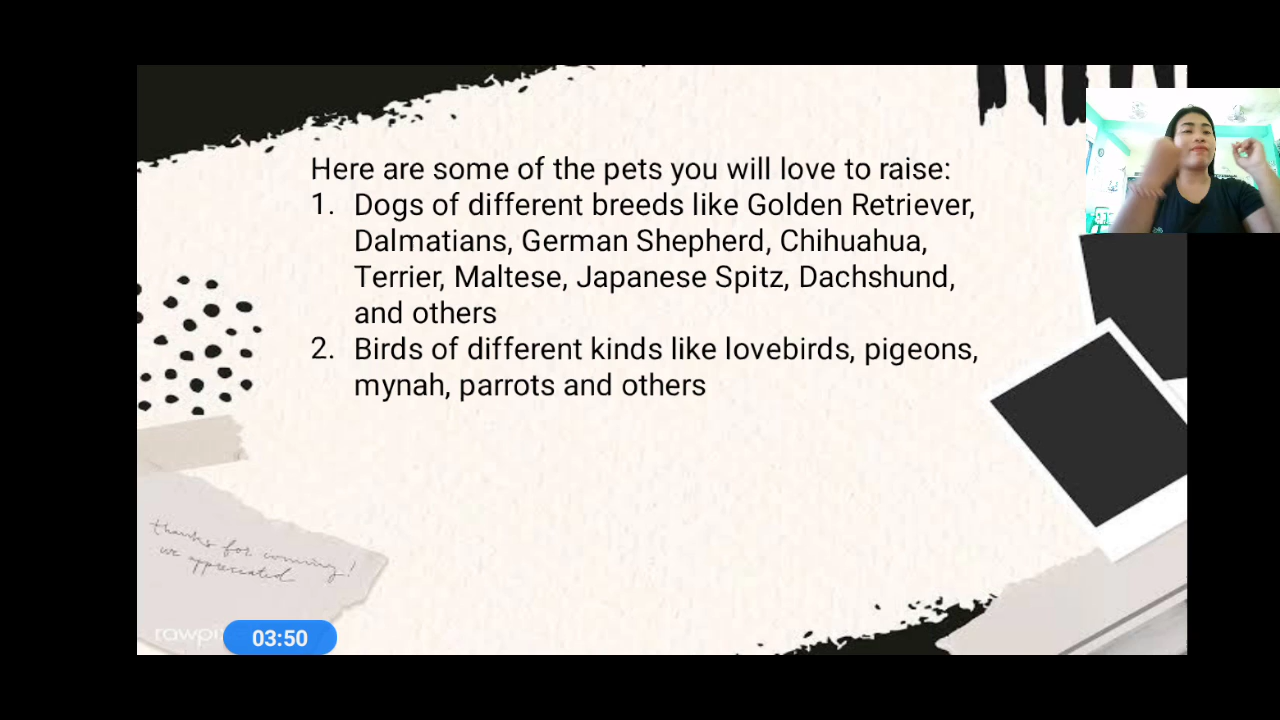 Here are some of the pets you will love to raise:
1. Dogs of different breeds like Golden Retriever,
Dalmatians, German Shepherd, Chihuahua,
Terrier, Maltese, Japanese Spitz, Dachshund,
and others
2. Birds of different kinds like lovebirds, pigeons,
mynah, parrots and others
thanks for coming!
we appreciated
03:50